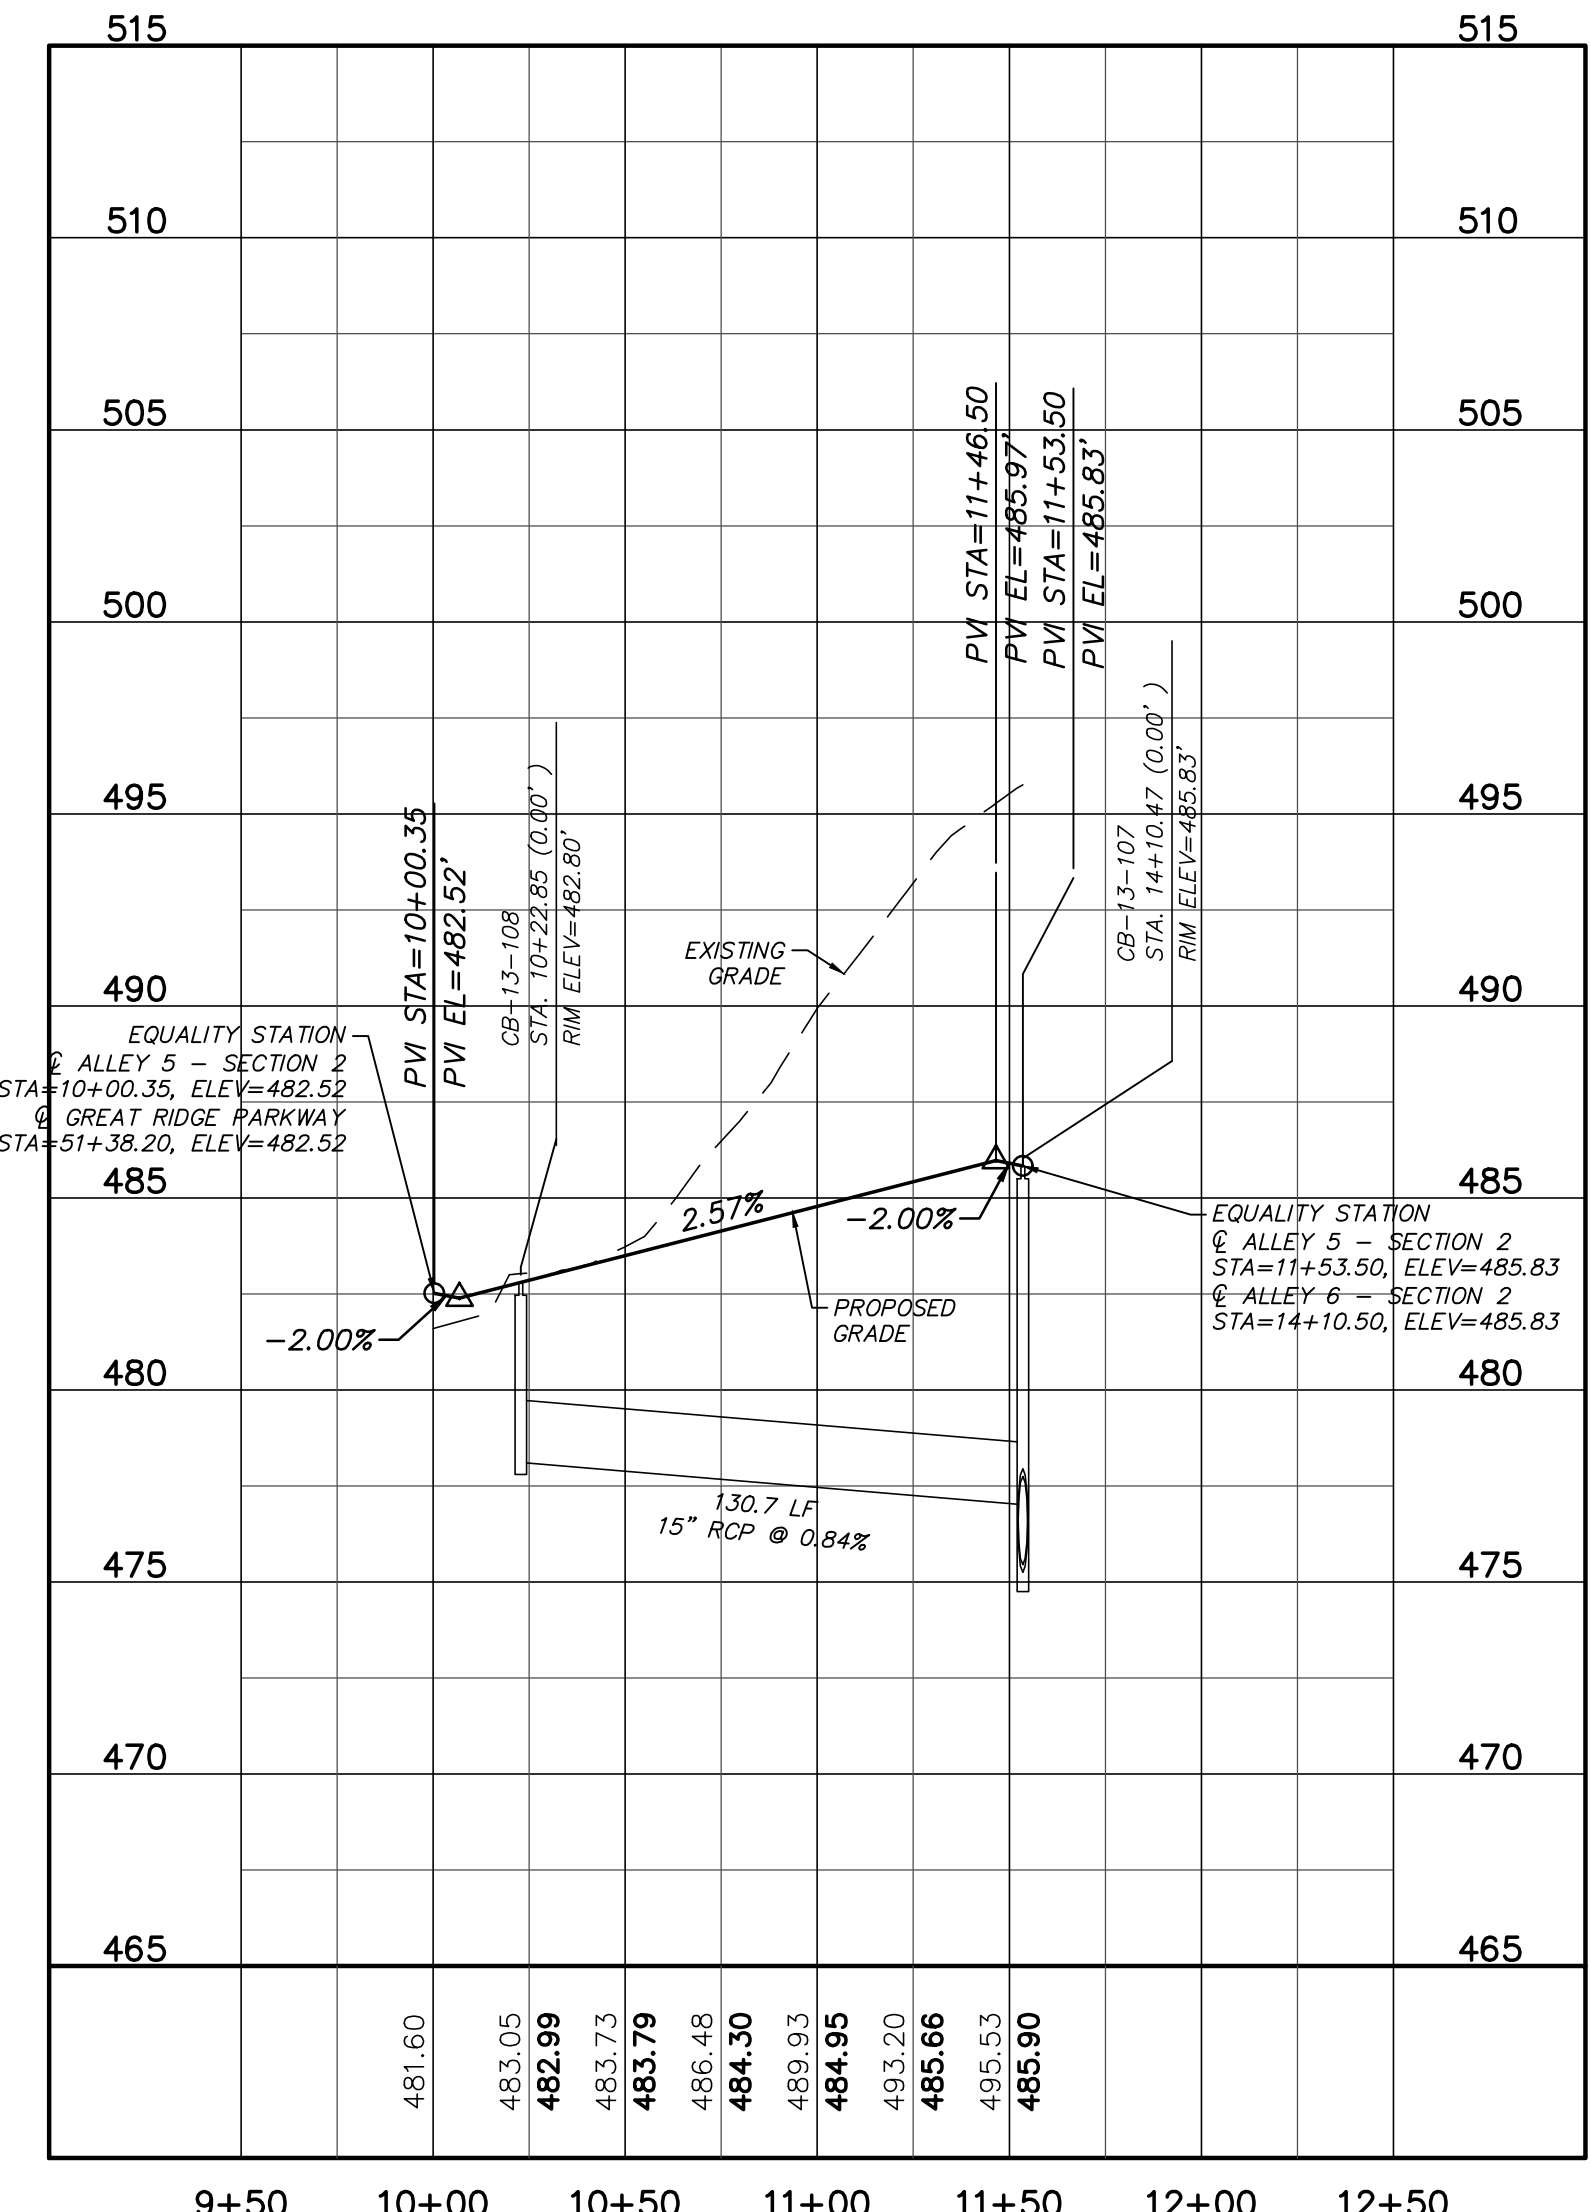 515
515
510
510
505
505
500
500
495
495
490
490
485
485
480
480
475
475
470
470
465
465
PVI STA=11+46.50
PVI EL=485.97'
PVI STA=11+53.50
PVI EL=485.83'
CB-13-107
STA. 14+10.47 (0.00' )
RIM ELEV=485.83'
PVI STA=10+00.35
PVI EL=482.52'
CB-13-108
STA. 10+22.85 (0.00' )
RIM ELEV=482.80'
EXISTING
GRADE
EQUALITY STATION
℄ ALLEY 5 - SECTION 2
STA=10+00.35, ELEV=482.52
℄ GREAT RIDGE PARKWAY
STA=51+38.20, ELEV=482.52
2.57%
-2.00%
-2.00%
PROPOSED
GRADE
EQUALITY STATION
℄ ALLEY 5 - SECTION 2
STA=11+53.50, ELEV=485.83
℄ ALLEY 6 - SECTION 2
STA=14+10.50, ELEV=485.83
130.7 LF
15" RCP @ 0.84%
481.60
483.05
482.99
483.73
483.79
486.48
484.30
489.93
484.95
493.20
485.66
495.53
485.90
9+50
10+00
10+50
11+00
11+50
12+00
12+50